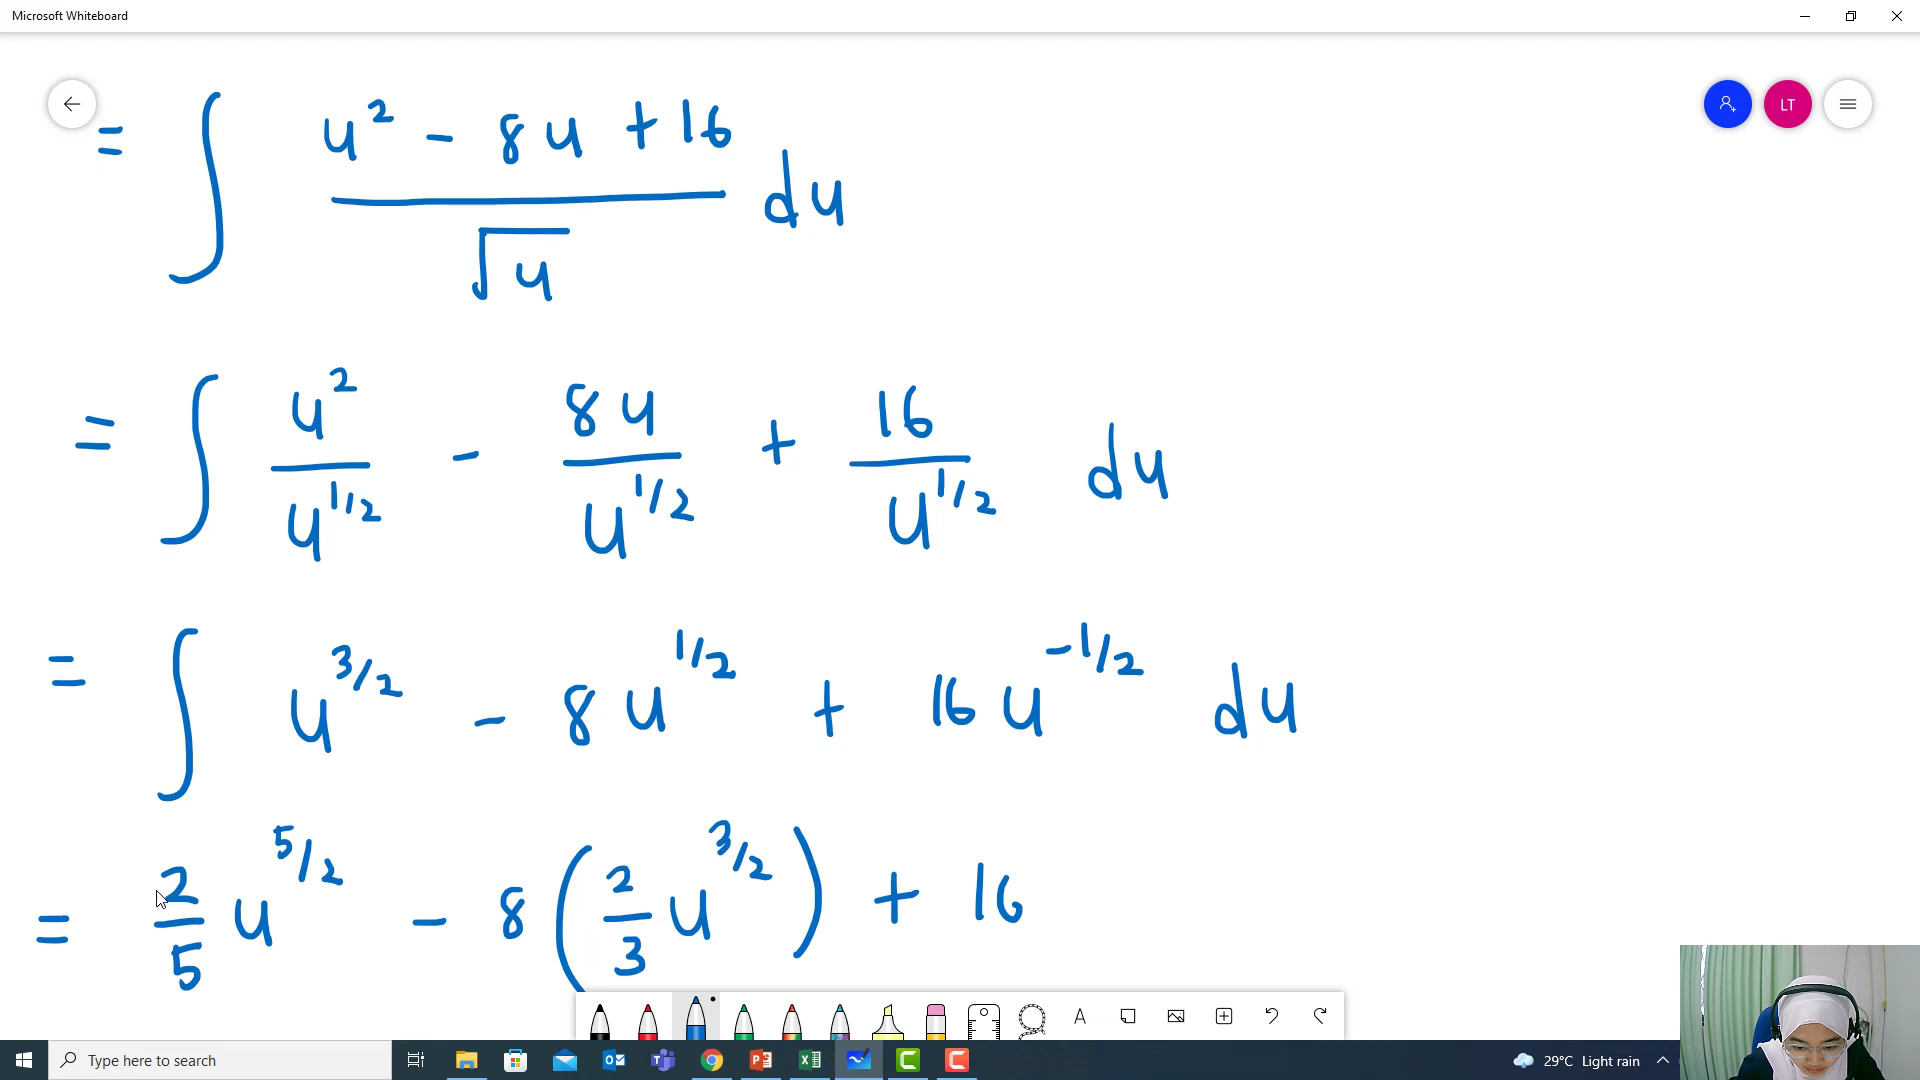 Microsoft Whiteboard
LT
= ∫ (u² - 8u + 16)/√u du
= ∫ u²/u^{1/2} - 8u/u^{1/2} + 16/u^{1/2} du
= ∫ u^{3/2} - 8u^{1/2} + 16u^{-1/2} du
= 2/5 u^{5/2} - 8(2/3 u^{3/2}) + 16
A
Type here to search
29°C Light rain